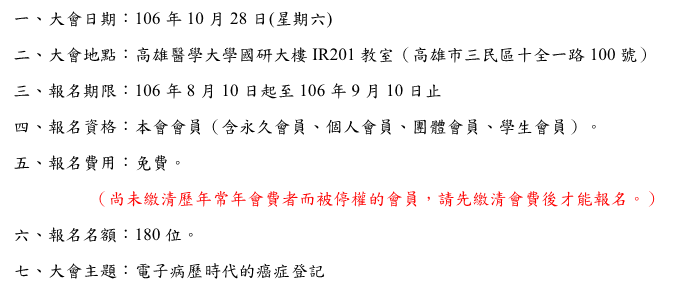 一、大會日期：106 年 10 月 28 日(星期六)
二、大會地點：高雄醫學大學國研大樓 IR201 教室（高雄市三民區十全一路 100 號）
三、報名期限：106 年 8 月 10 日起至 106 年 9 月 10 日止
四、報名資格：本會會員（含永久會員、個人會員、團體會員、學生會員）。
五、報名費用：免費。
（尚未繳清歷年常年會費者而被停權的會員，請先繳清會費後才能報名。）
六、報名名額：180 位。
七、大會主題：電子病歷時代的癌症登記